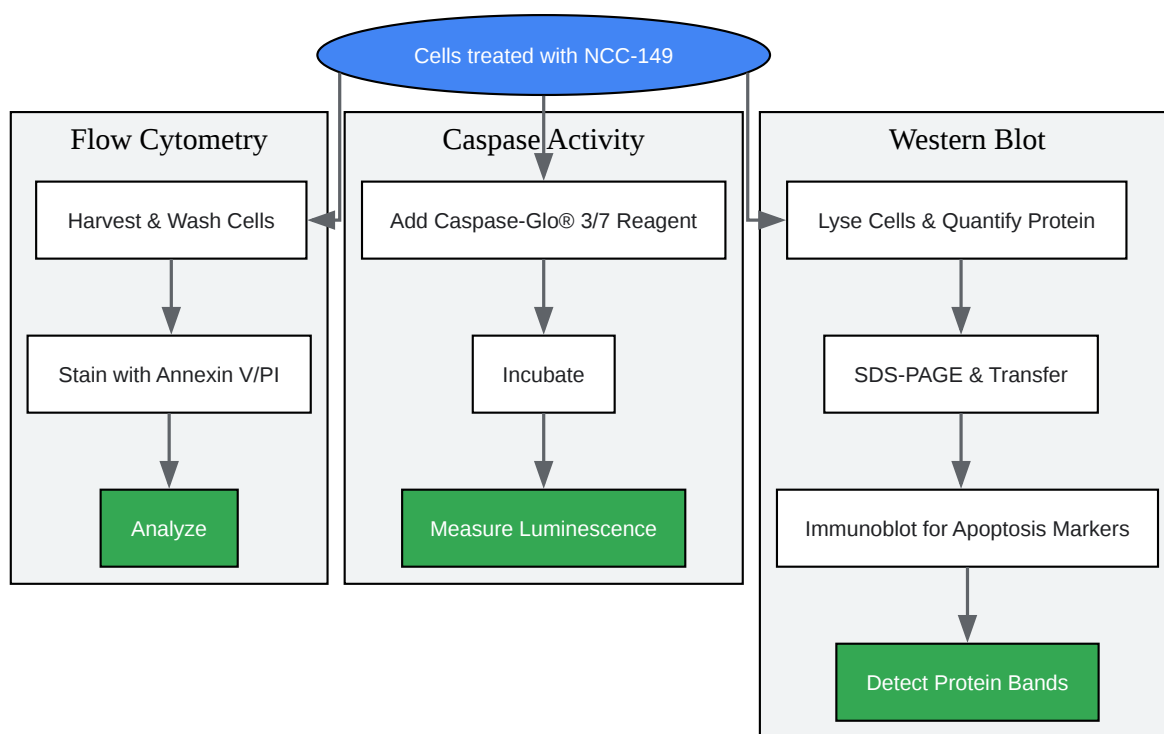 Cells treated with NCC-149
Flow Cytometry
Harvest & Wash Cells
Stain with Annexin V/PI
Analyze
Caspase Activity
Add Caspase-Glo® 3/7 Reagent
Incubate
Measure Luminescence
Western Blot
Lyse Cells & Quantify Protein
SDS-PAGE & Transfer
Immunoblot for Apoptosis Markers
Detect Protein Bands